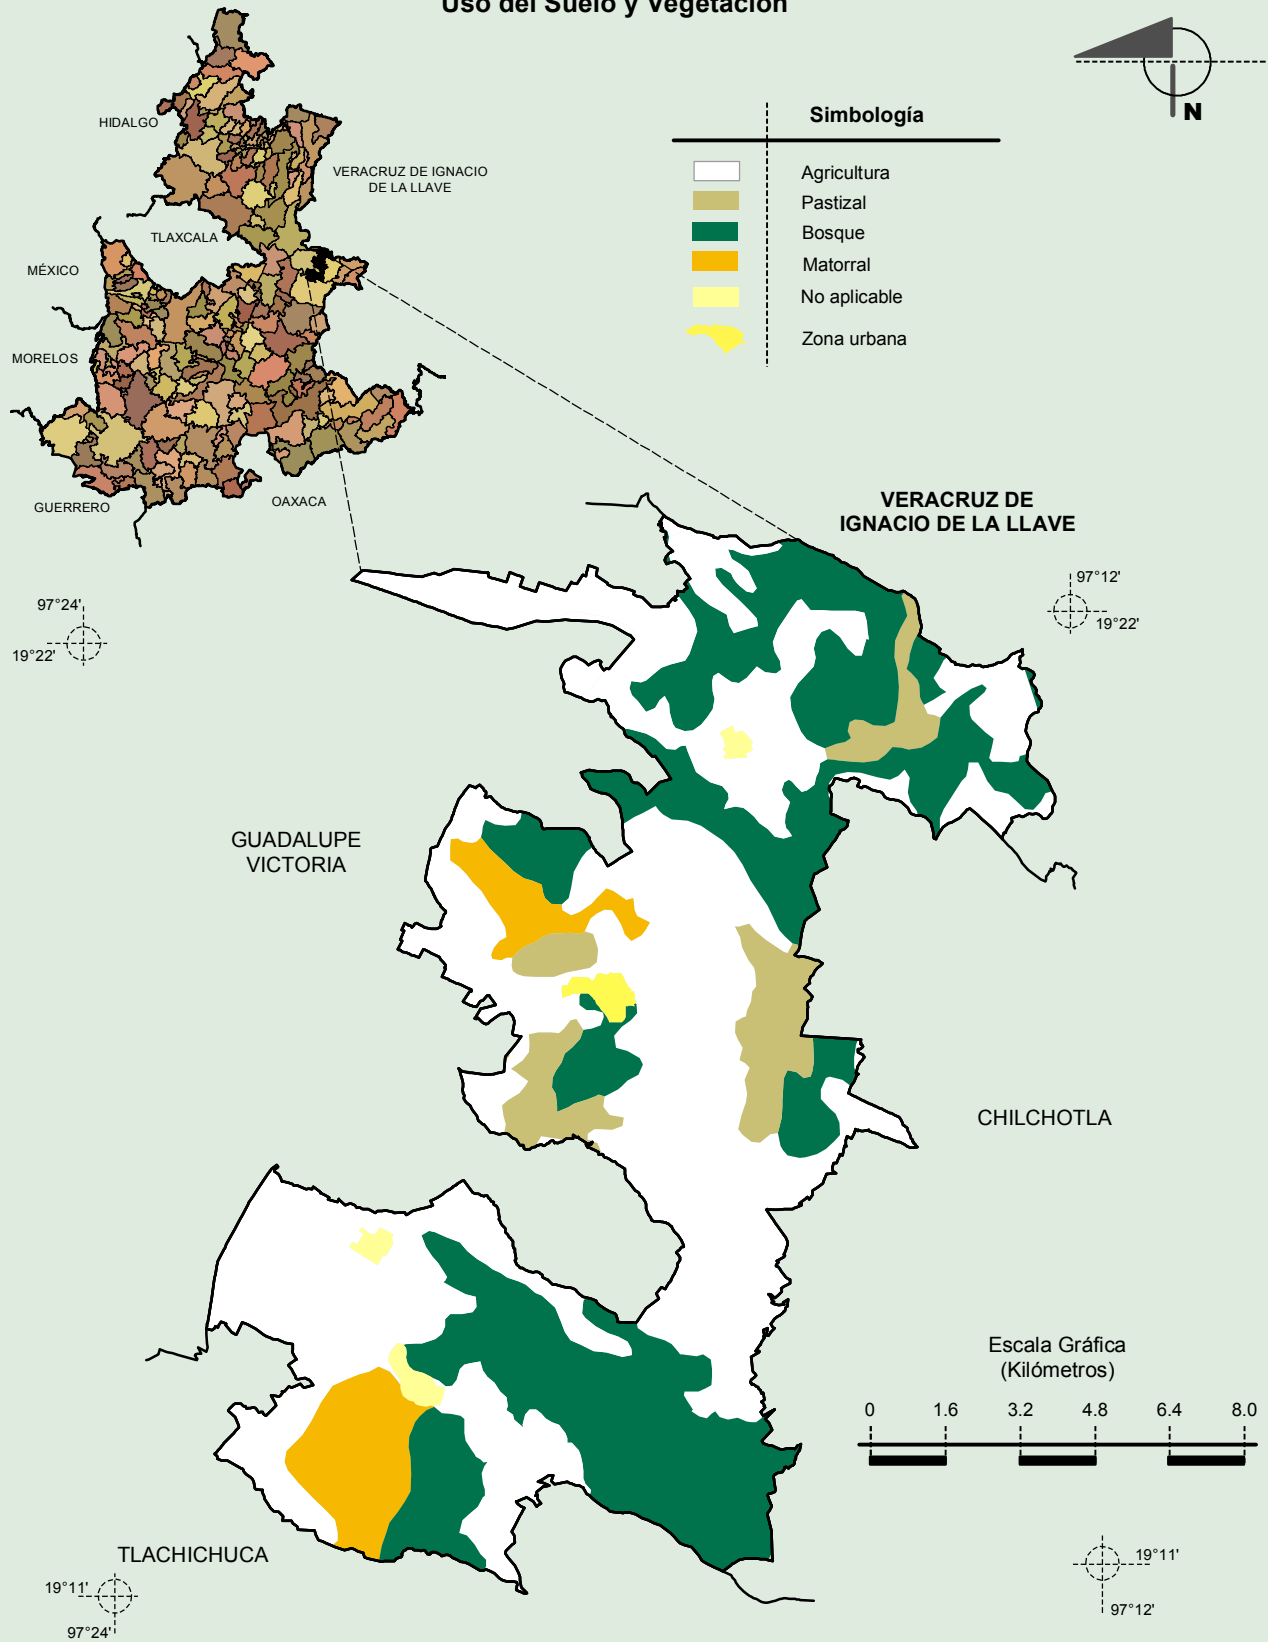 Uso del Suelo y Vegetación
N
Simbología
Agricultura
Pastizal
Bosque
Matorral
No aplicable
Zona urbana
HIDALGO
VERACRUZ DE IGNACIO
DE LA LLAVE
TLAXCALA
MÉXICO
MORELOS
GUERRERO
OAXACA
VERACRUZ DE
IGNACIO DE LA LLAVE
97°24'
19°22'
97°12'
19°22'
GUADALUPE
VICTORIA
CHILCHOTLA
Escala Gráfica
(Kilómetros)
0 1.6 3.2 4.8 6.4 8.0
TLACHICHUCA
19°11'
97°24'
19°11'
97°12'